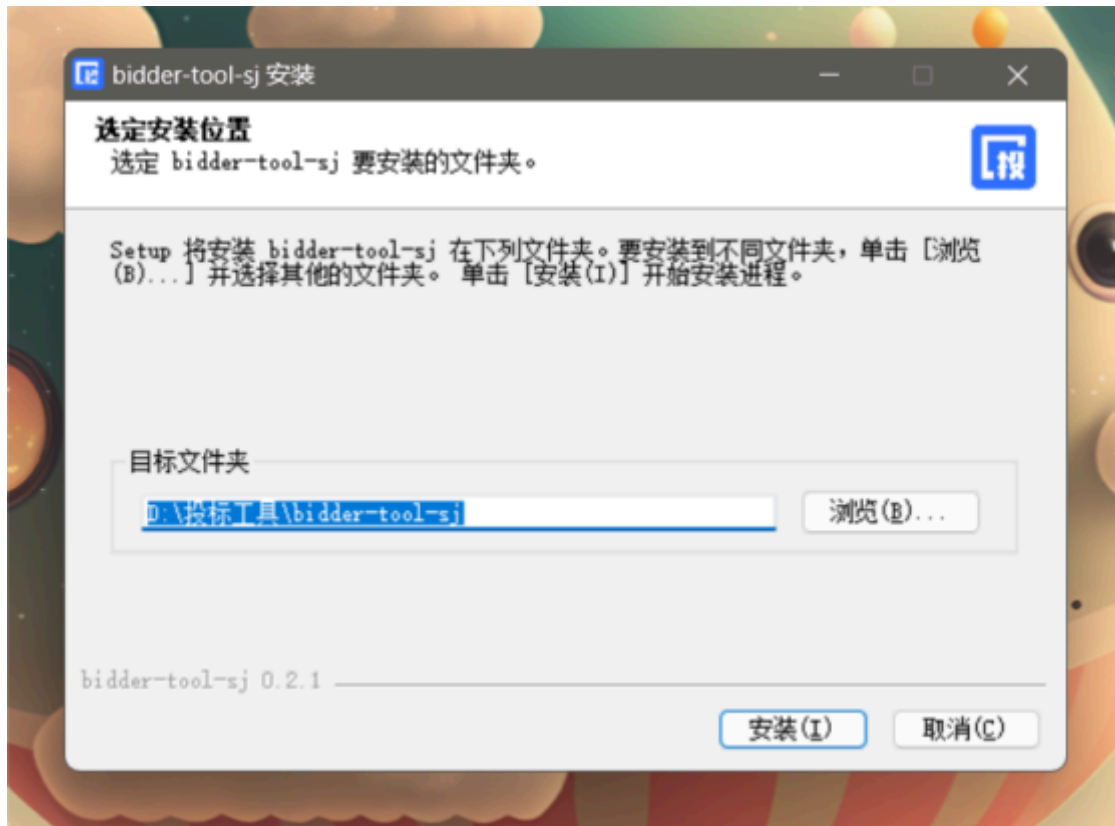 bidder-tool-sj 安装
选定安装位置
选定 bidder-tool-sj 要安装的文件夹。
投
Setup 将安装 bidder-tool-sj 在下列文件夹。要安装到不同文件夹，单击 [浏览
(B)...] 并选择其他的文件夹。 单击 [安装(I)] 开始安装进程。
目标文件夹
D:\投标工具\bidder-tool-sj
浏览(B)...
bidder-tool-sj 0.2.1
安装(I)
取消(C)